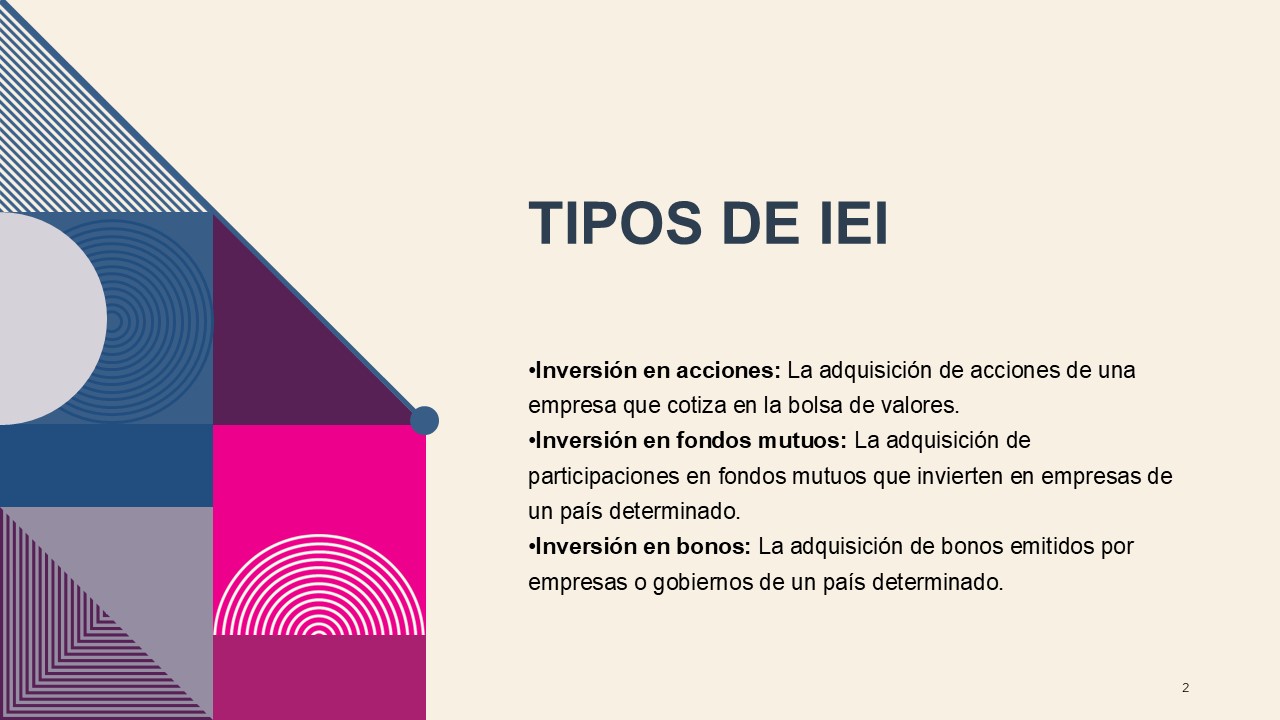 TIPOS DE IEI
•Inversión en acciones: La adquisición de acciones de una
empresa que cotiza en la bolsa de valores.
•Inversión en fondos mutuos: La adquisición de
participaciones en fondos mutuos que invierten en empresas de
un país determinado.
•Inversión en bonos: La adquisición de bonos emitidos por
empresas o gobiernos de un país determinado.
2